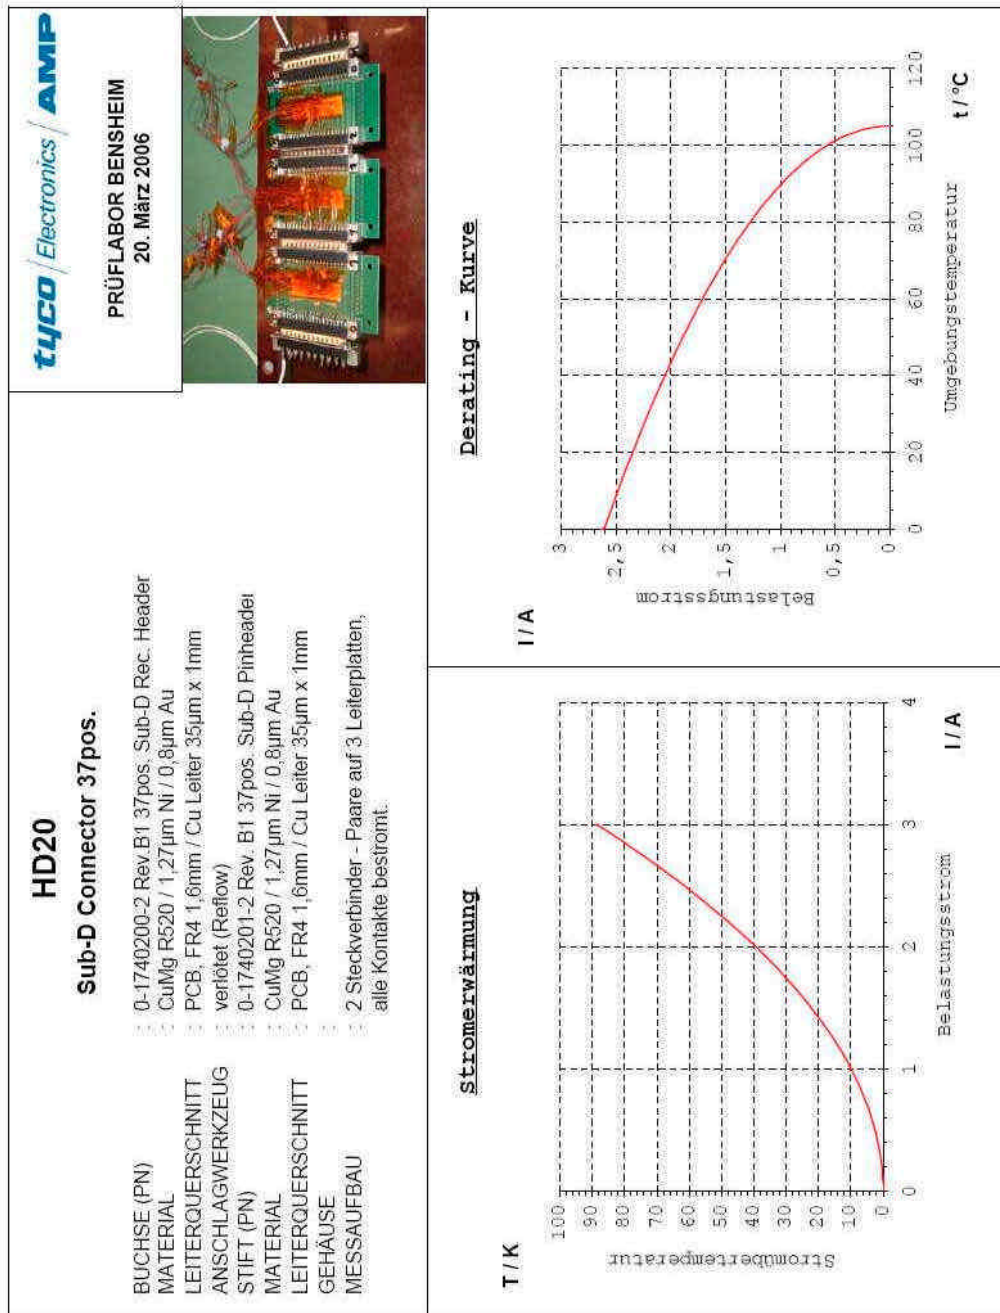 HD20
Sub-D Connector 37pos.
tyco / Electronics / AMP
PRÜFLABOR BENSHEIM
20. März 2006
BUCHSE (PN) : 0-1740200-2 Rev.B1 37pos. Sub-D Rec. Header
MATERIAL : CuMg R520 / 1,27µm Ni / 0,8µm Au
LEITERQUERSCHNITT : PCB, FR4 1,6mm / Cu Leiter 35µm x 1mm
ANSCHLAGWERKZEUG : verlötet (Reflow)
STIFT (PN) : 0-1740201-2 Rev. B1 37pos. Sub-D Pinheader
MATERIAL : CuMg R520 / 1,27µm Ni / 0,8µm Au
LEITERQUERSCHNITT : PCB, FR4 1,6mm / Cu Leiter 35µm x 1mm
GEHÄUSE :
MESSAUFBAU : 2 Steckverbinder - Paare auf 3 Leiterplatten,
alle Kontakte bestromt.
Stromerwärmung
T / K
Stromübertemperatur
100
90
80
70
60
50
40
30
20
10
0
0 1 2 3 4
Belastungsstrom
I / A
Derating - Kurve
I / A
Belastungsstrom
3
2,5
2
1,5
1
0,5
0
0 20 40 60 80 100 120
Umgebungstemperatur
t / °C